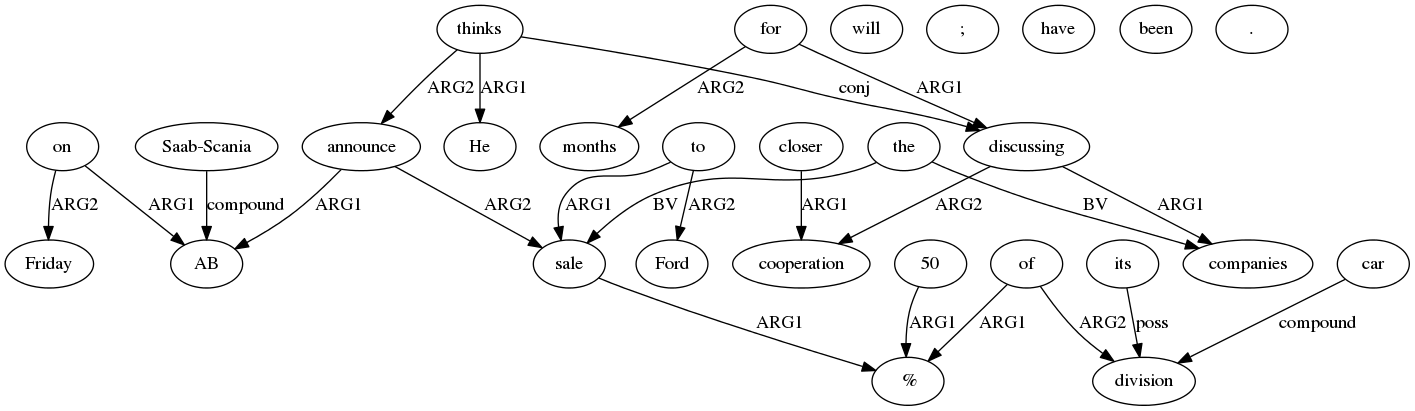 thinks for will ; have been .
ARG2 ARG1 conj ARG2 ARG1
on Saab-Scania announce He months to closer the discussing
ARG2 ARG1 compound ARG1 ARG2 ARG1 BV ARG2 ARG1 ARG2 BV ARG1
Friday AB sale Ford cooperation 50 of its companies car
ARG1 ARG1 ARG1 ARG2 poss compound
% division